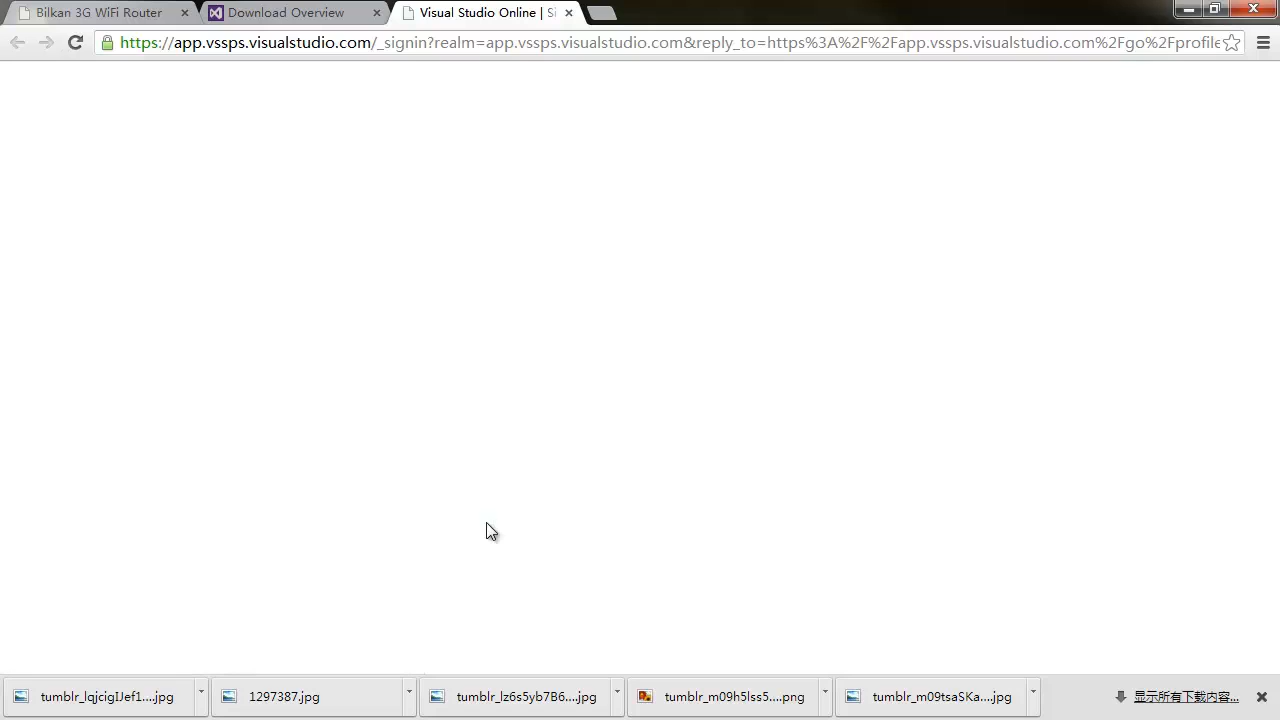 Bilkan 3G WiFi Router
Download Overview
Visual Studio Online | Si
https://app.vssps.visualstudio.com/_signin?realm=app.vssps.visualstudio.com&reply_to=https%3A%2F%2Fapp.vssps.visualstudio.com%2Fgo%2Fprofile
tumblr_lqjcigIJef1....jpg
1297387.jpg
tumblr_lz6s5yb7B6...jpg
tumblr_m09h5lss5....png
tumblr_m09tsaSKa...jpg
显示所有下载内容...